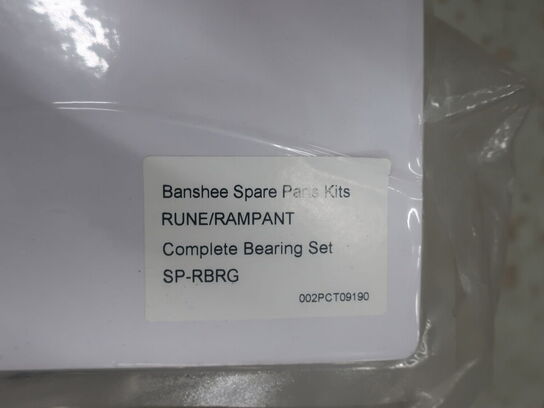 Banshee Spare Parts Kits
RUNE/RAMPANT
Complete Bearing Set
SP-RBRG
002PCT09190